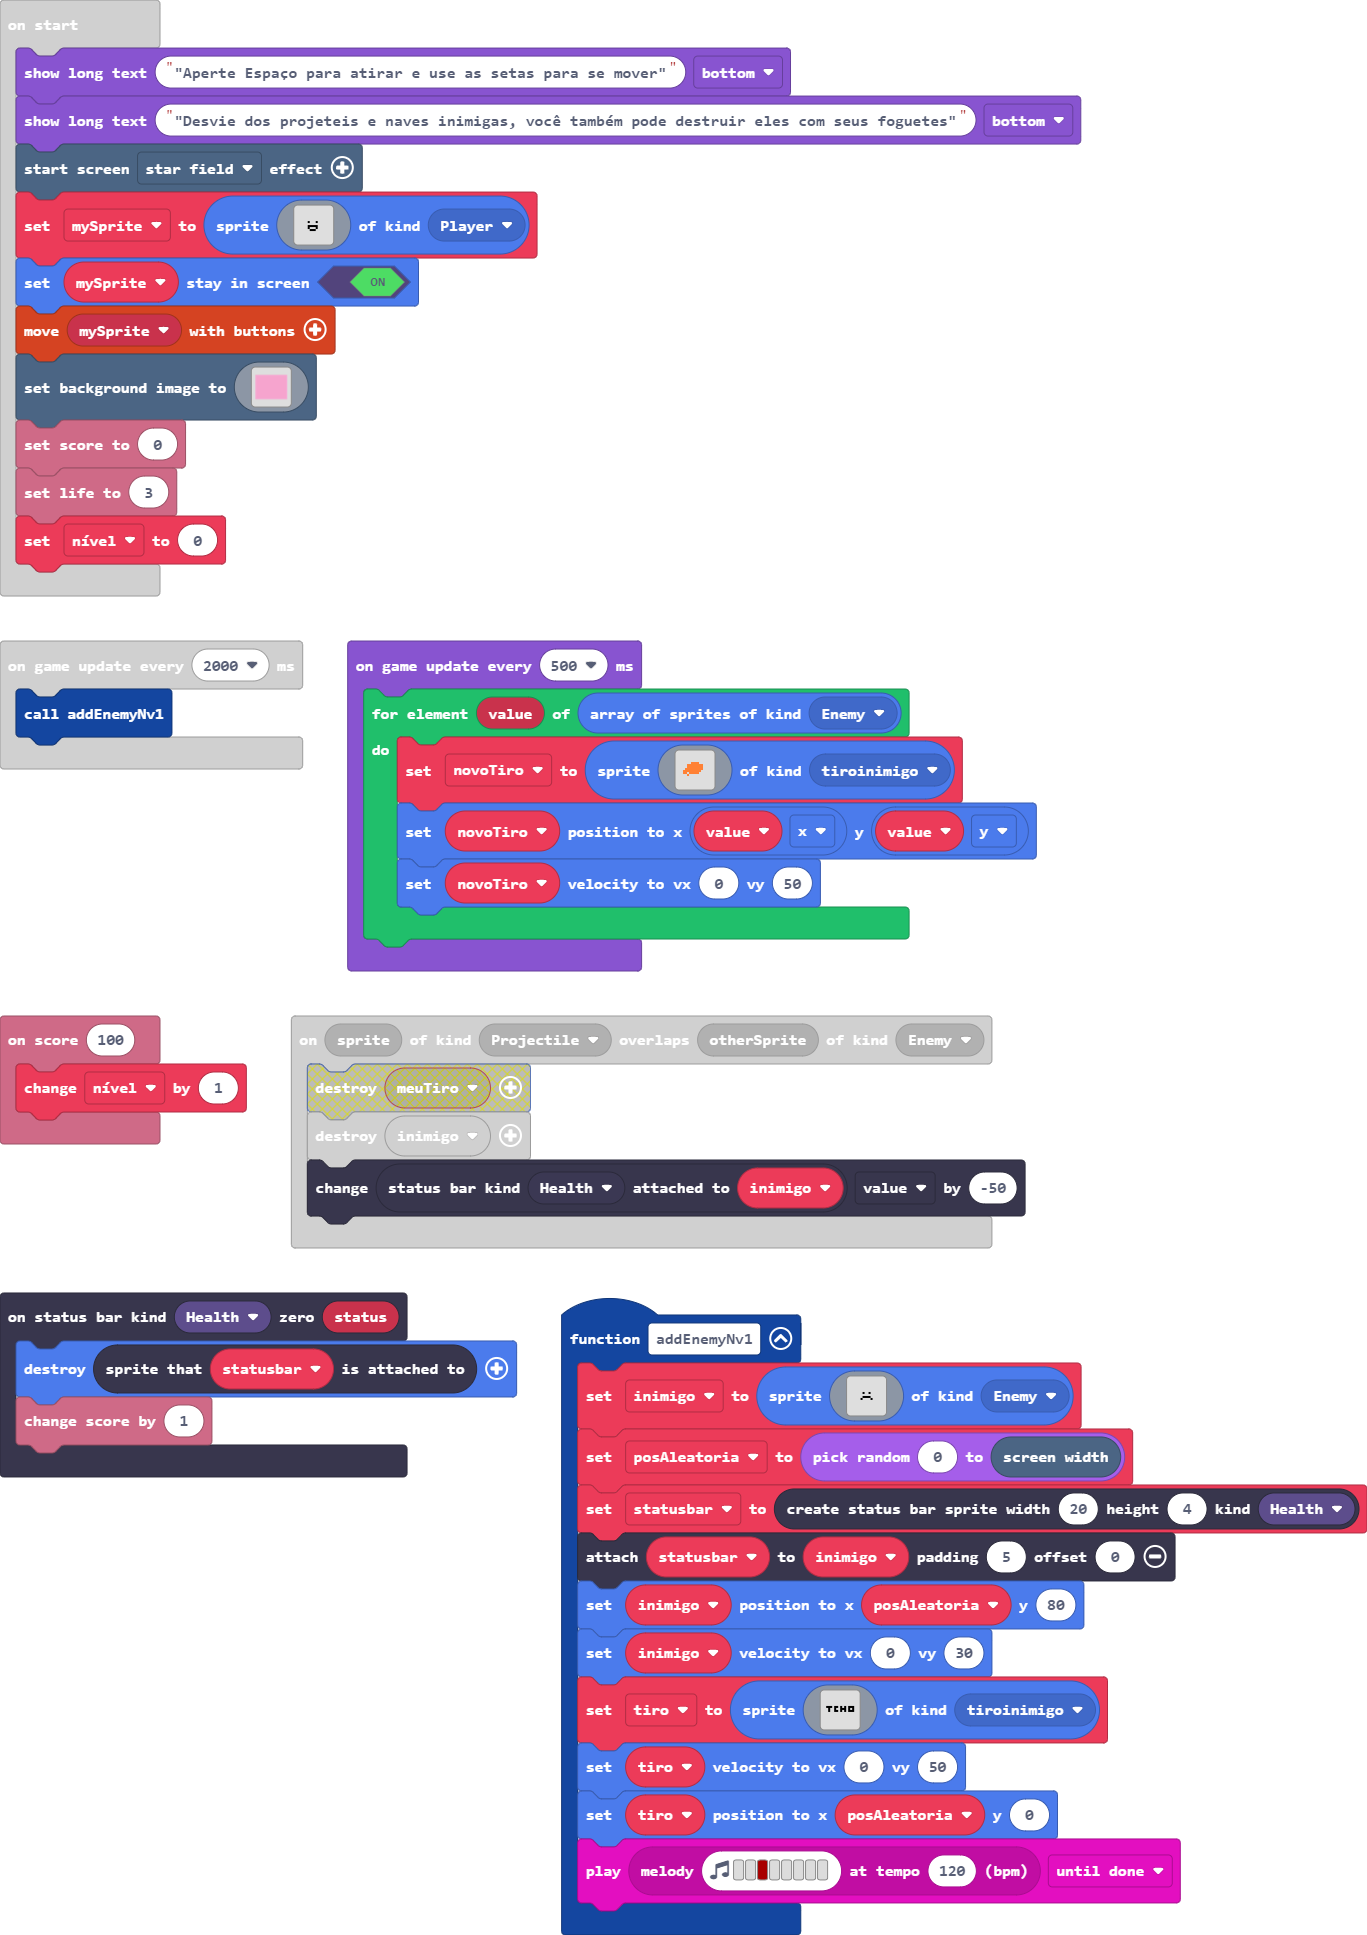 on start
show long text ""Aperte Espaço para atirar e use as setas para se mover"" bottom
show long text ""Desvie dos projeteis e naves inimigas, você também pode destruir eles com seus foguetes"" bottom
start screen star field effect
set mySprite to sprite of kind Player
set mySprite stay in screen ON
move mySprite with buttons
set background image to
set score to 0
set life to 3
set nível to 0
on game update every 2000 ms
call addEnemyNv1
on game update every 500 ms
for element value of array of sprites of kind Enemy
do
set novoTiro to sprite of kind tiroinimigo
set novoTiro position to x value x y value y
set novoTiro velocity to vx 0 vy 50
on score 100
change nível by 1
on sprite of kind Projectile overlaps otherSprite of kind Enemy
destroy meuTiro
destroy inimigo
change status bar kind Health attached to inimigo value by -50
on status bar kind Health zero status
destroy sprite that statusbar is attached to
change score by 1
function addEnemyNv1
set inimigo to sprite of kind Enemy
set posAleatoria to pick random 0 to screen width
set statusbar to create status bar sprite width 20 height 4 kind Health
attach statusbar to inimigo padding 5 offset 0
set inimigo position to x posAleatoria y 80
set inimigo velocity to vx 0 vy 30
set tiro to sprite of kind tiroinimigo
set tiro velocity to vx 0 vy 50
set tiro position to x posAleatoria y 0
play melody at tempo 120 (bpm) until done